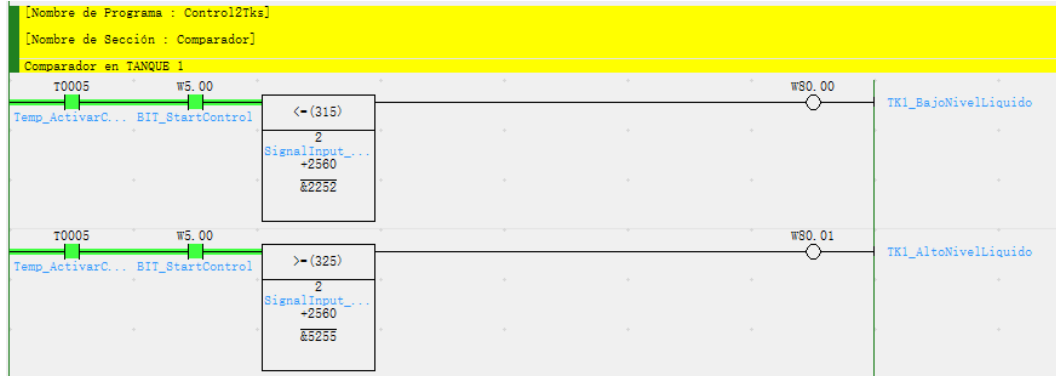 [Nombre de Programa : Control2Tks]
[Nombre de Sección : Comparador]
Comparador en TANQUE 1
T0005 W5.00 W80.00
Temp_ActivarC... BIT_StartControl <=(315) TK1_BajoNivelLiquido
2
SignalInput_...
+2560
&2252
T0005 W5.00 W80.01
Temp_ActivarC... BIT_StartControl >=(325) TK1_AltoNivelLiquido
2
SignalInput_...
+2560
&5255